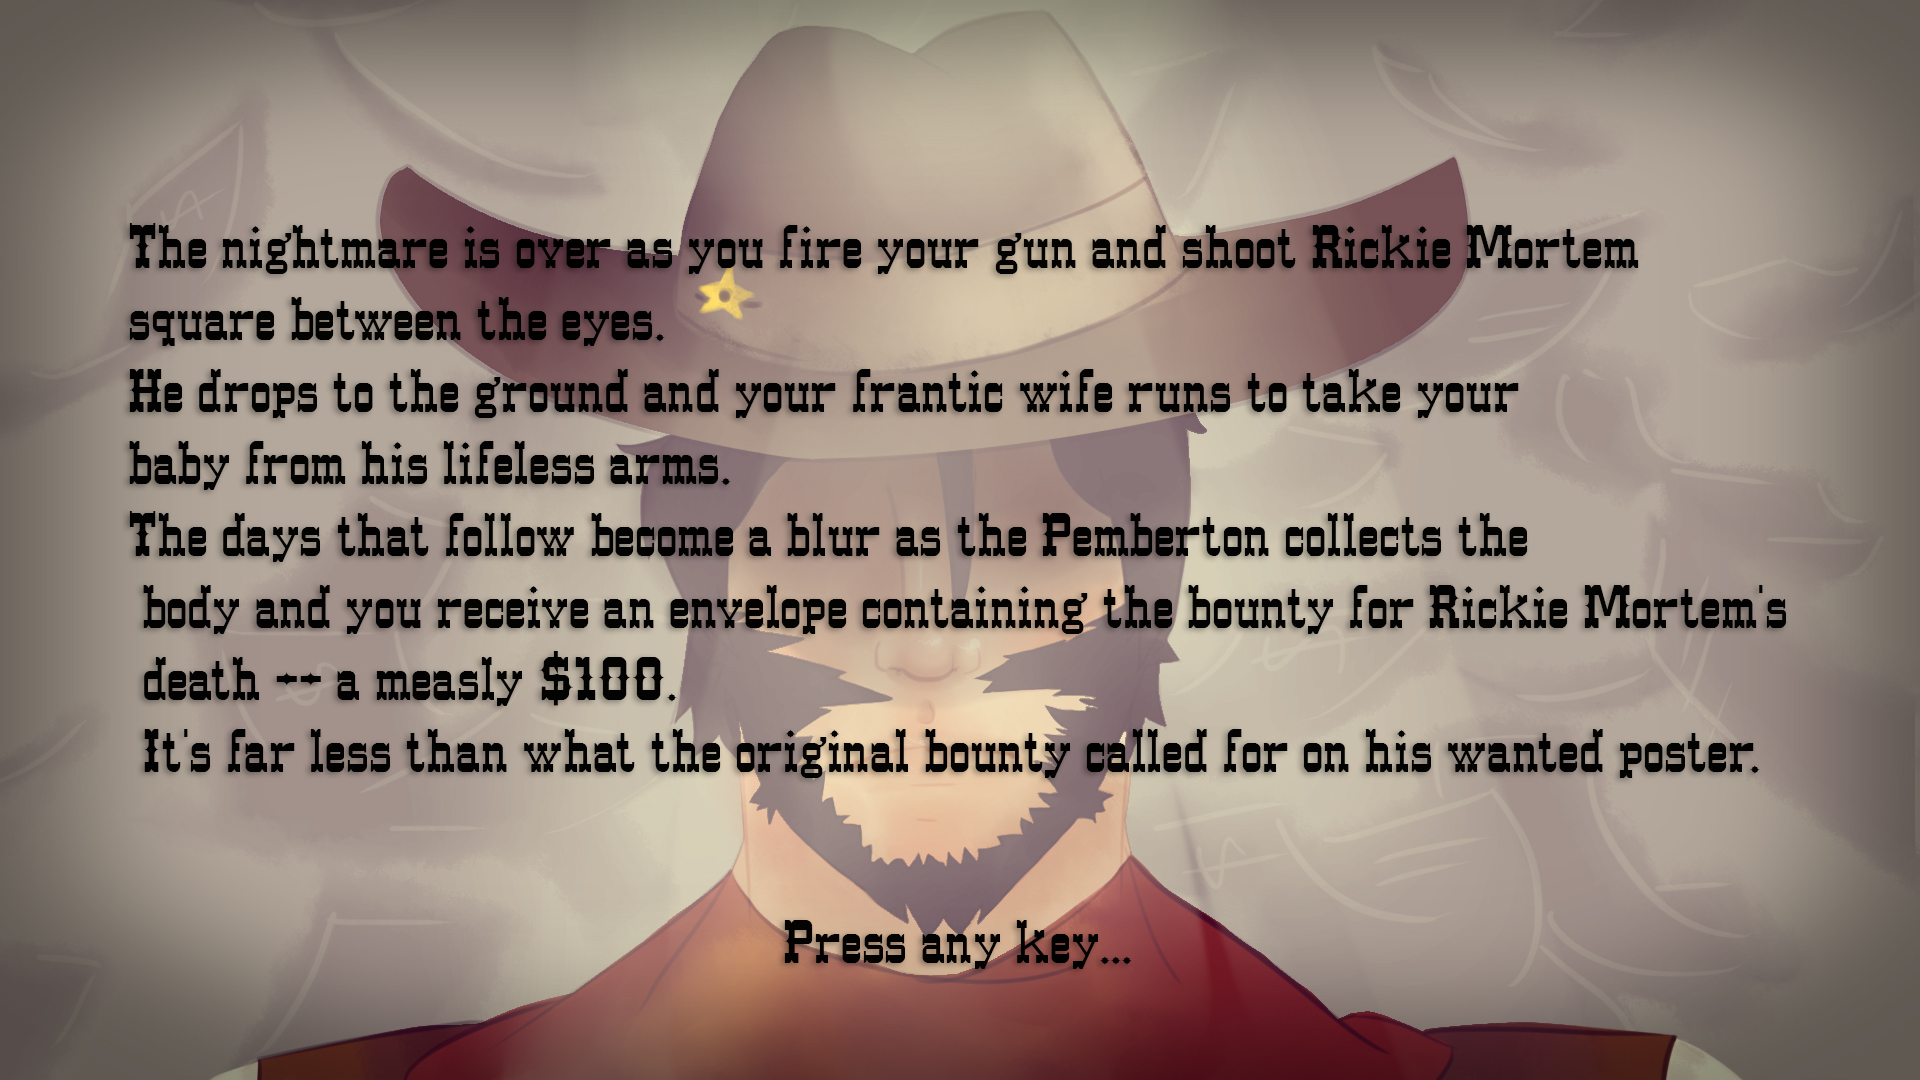 The nightmare is over as you fire your gun and shoot Rickie Mortem
square between the eyes.
He drops to the ground and your frantic wife runs to take your
baby from his lifeless arms.
The days that follow become a blur as the Pemberton collects the
body and you receive an envelope containing the bounty for Rickie Mortem's
death -- a measly $100.
It's far less than what the original bounty called for on his wanted poster.
Press any key...